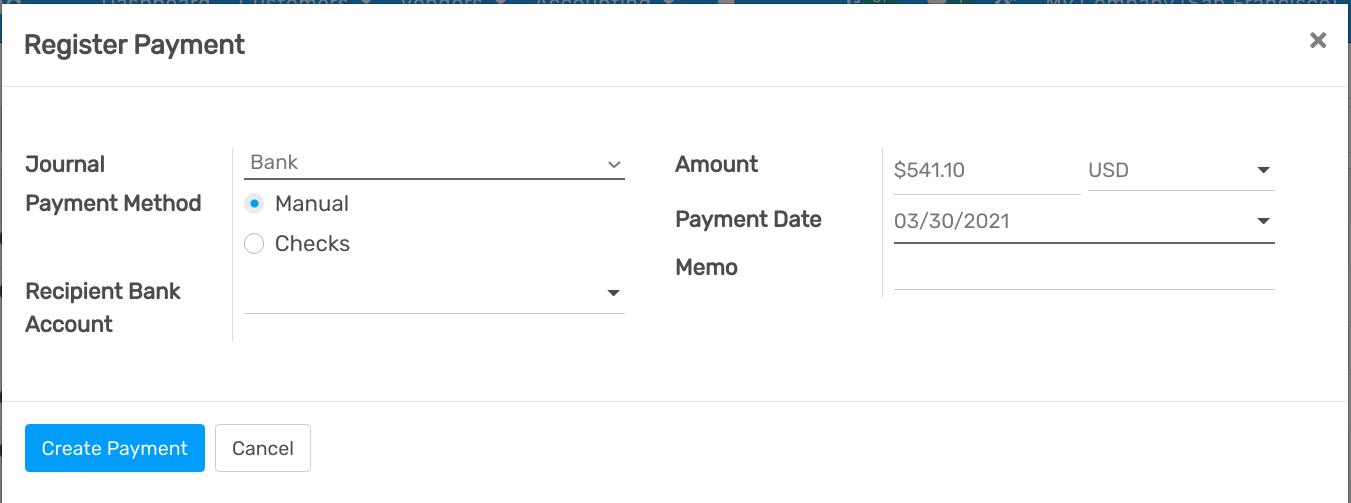 Register Payment
Journal
Bank
Payment Method
Manual
Checks
Recipient Bank
Account
Amount
$541.10
USD
Payment Date
03/30/2021
Memo
Create Payment
Cancel